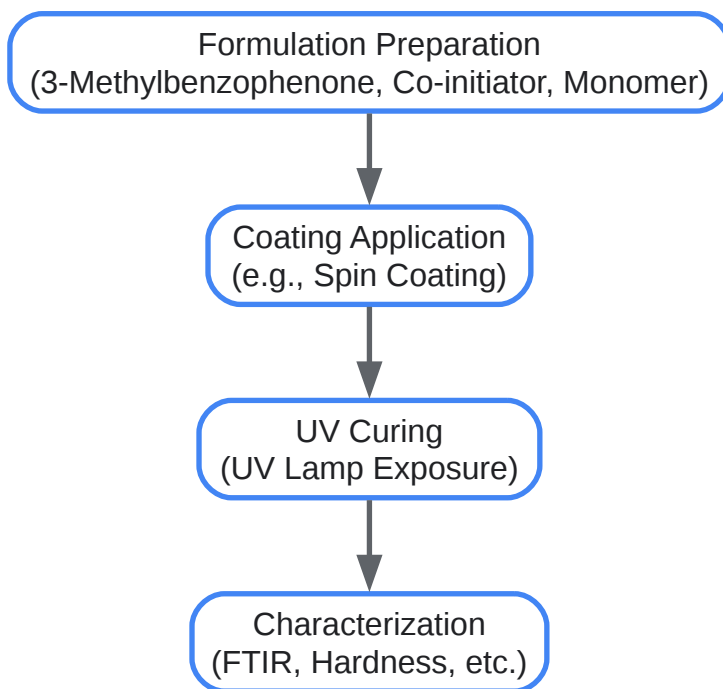 Formulation Preparation
(3-Methylbenzophenone, Co-initiator, Monomer)
Coating Application
(e.g., Spin Coating)
UV Curing
(UV Lamp Exposure)
Characterization
(FTIR, Hardness, etc.)